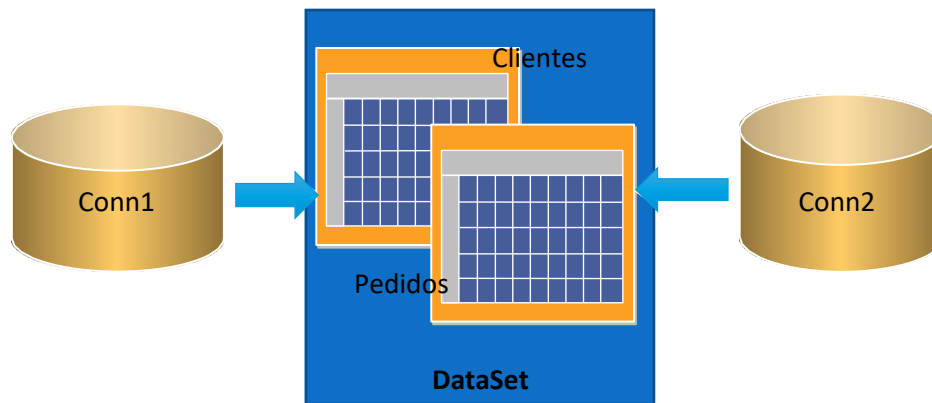 Clientes
Conn1
Conn2
Pedidos
DataSet